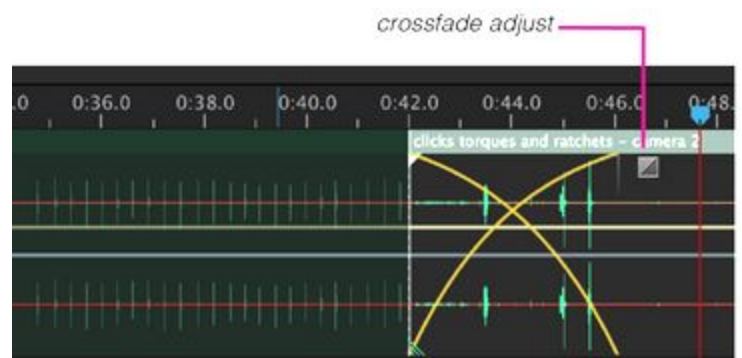 crossfade adjust
.0 0:36.0 0:38.0 0:40.0 0:42.0 0:44.0 0:46.0 0:48.
clicks torques and ratchets - camera 2